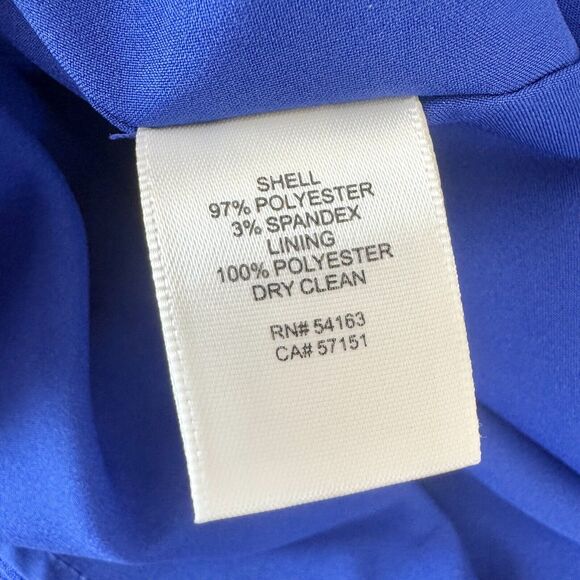 SHELL
97% POLYESTER
3% SPANDEX
LINING
100% POLYESTER
DRY CLEAN
RN# 54163
CA# 57151